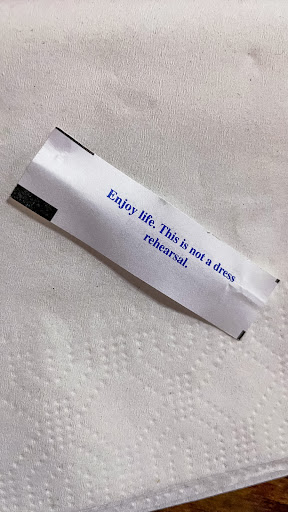 Enjoy life. This is not a dress
rehearsal.